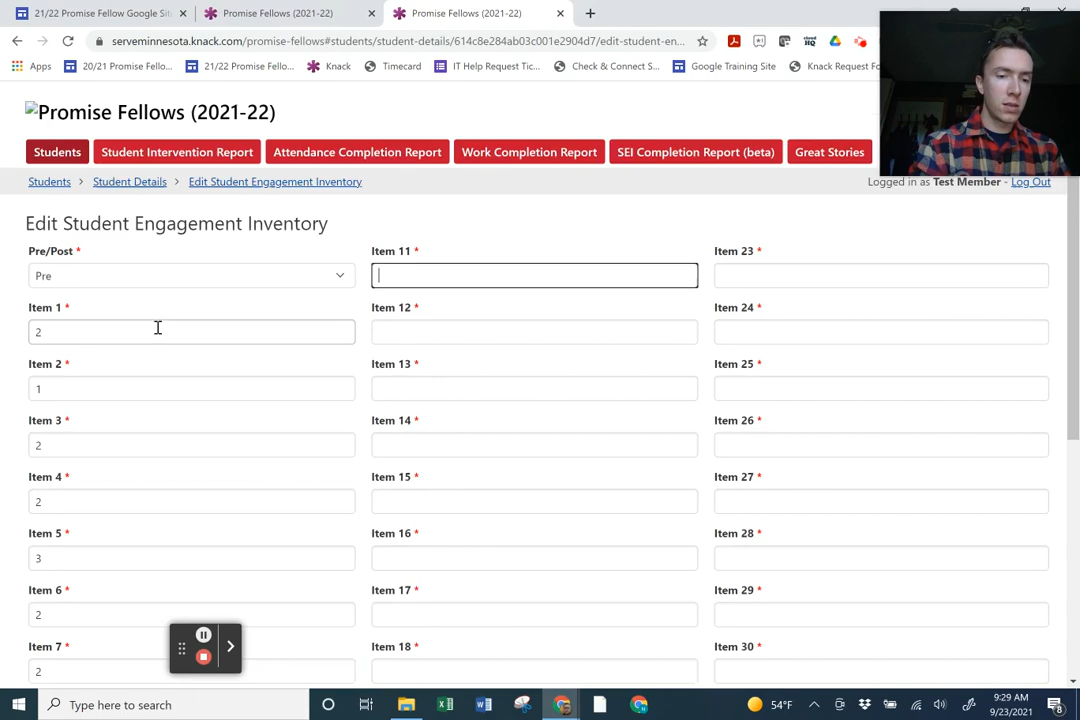 21/22 Promise Fellow Google Sit
Promise Fellows (2021-22)
Promise Fellows (2021-22)
serveminnesota.knack.com/promise-fellows#students/student-details/614c8e284ab03c001e2904d7/edit-student-en...
Apps
20/21 Promise Fello...
21/22 Promise Fello...
Knack
Timecard
IT Help Request Tic...
Check & Connect S...
Google Training Site
Knack Request Fo
Promise Fellows (2021-22)
Students
Student Intervention Report
Attendance Completion Report
Work Completion Report
SEI Completion Report (beta)
Great Stories
Students > Student Details > Edit Student Engagement Inventory
Logged in as Test Member - Log Out
Edit Student Engagement Inventory
Pre/Post *
Item 11 *
Item 23 *
Pre
Item 1 *
Item 12 *
Item 24 *
2
Item 2 *
Item 13 *
Item 25 *
1
Item 3 *
Item 14 *
Item 26 *
2
Item 4 *
Item 15 *
Item 27 *
2
Item 5 *
Item 16 *
Item 28 *
3
Item 6 *
Item 17 *
Item 29 *
2
Item 7 *
Item 18 *
Item 30 *
2
Type here to search
54°F
9:29 AM
9/23/2021
8